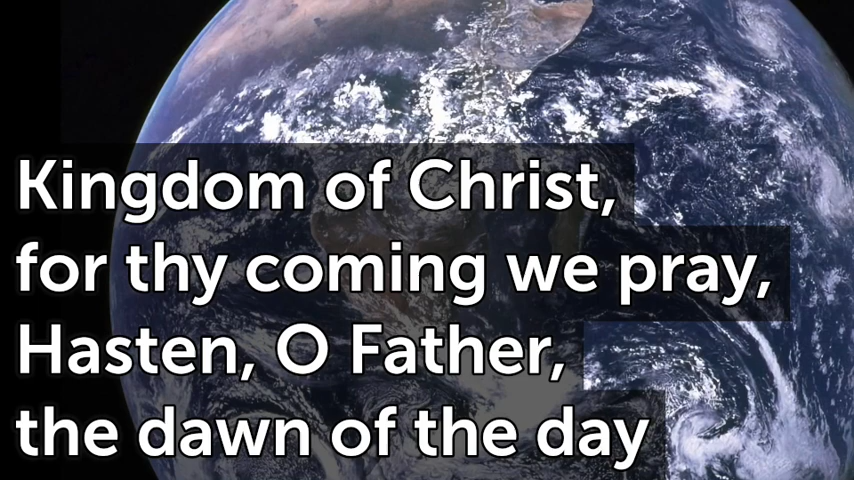 Kingdom of Christ,
for thy coming we pray,
Hasten, O Father,
the dawn of the day